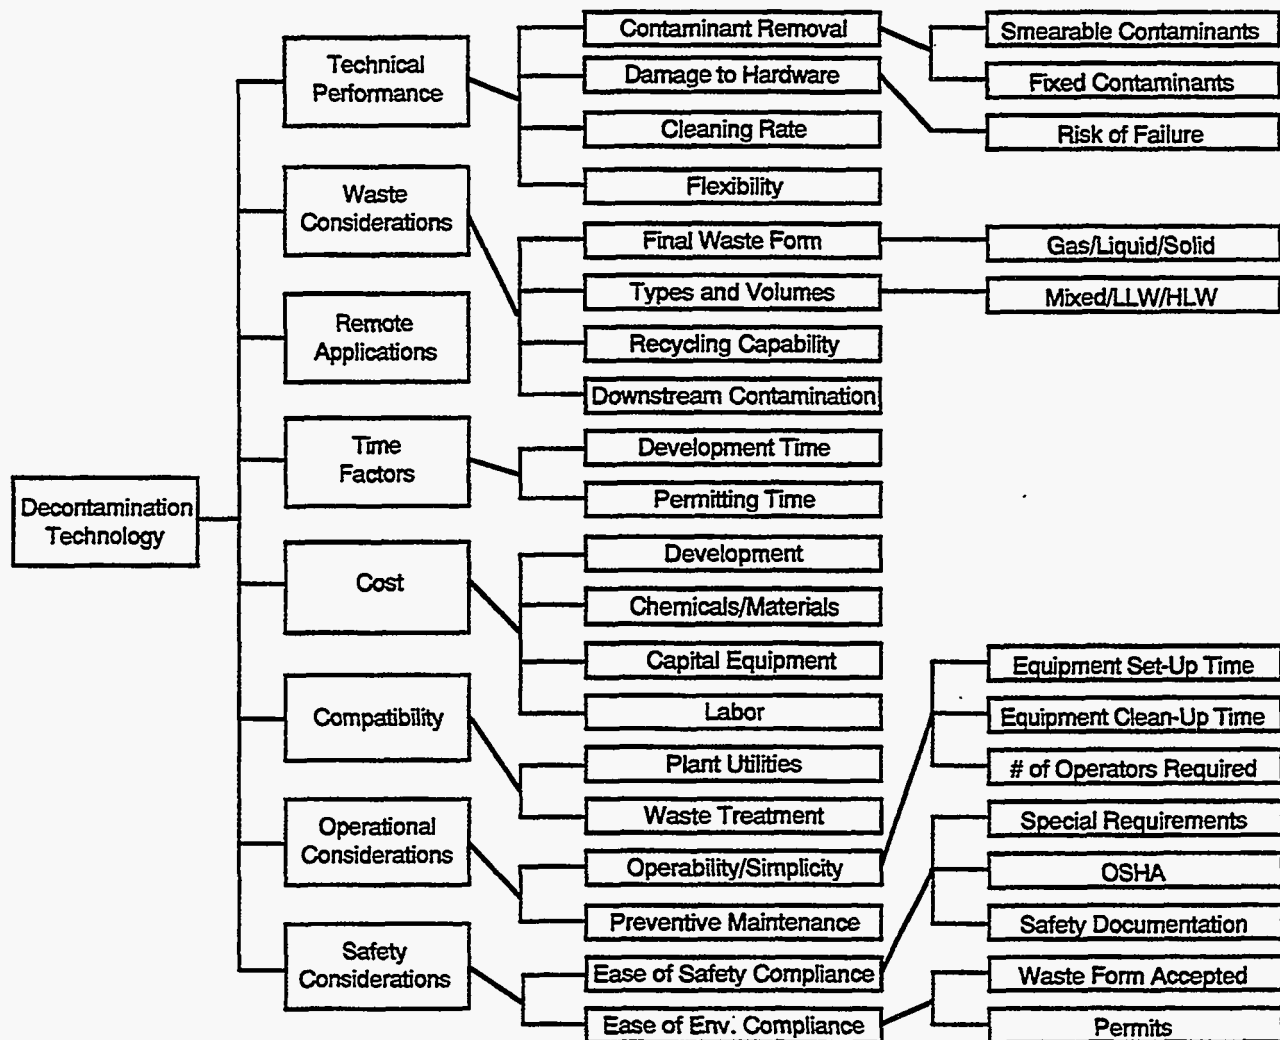 Decontamination
Technology
Technical
Performance
Waste
Considerations
Remote
Applications
Time
Factors
Cost
Compatibility
Operational
Considerations
Safety
Considerations
Contaminant Removal
Damage to Hardware
Cleaning Rate
Flexibility
Final Waste Form
Types and Volumes
Recycling Capability
Downstream Contamination
Development Time
Permitting Time
Development
Chemicals/Materials
Capital Equipment
Labor
Plant Utilities
Waste Treatment
Operability/Simplicity
Preventive Maintenance
Ease of Safety Compliance
Ease of Env. Compliance
Smearable Contaminants
Fixed Contaminants
Risk of Failure
Gas/Liquid/Solid
Mixed/LLW/HLW
Equipment Set-Up Time
Equipment Clean-Up Time
# of Operators Required
Special Requirements
OSHA
Safety Documentation
Waste Form Accepted
Permits